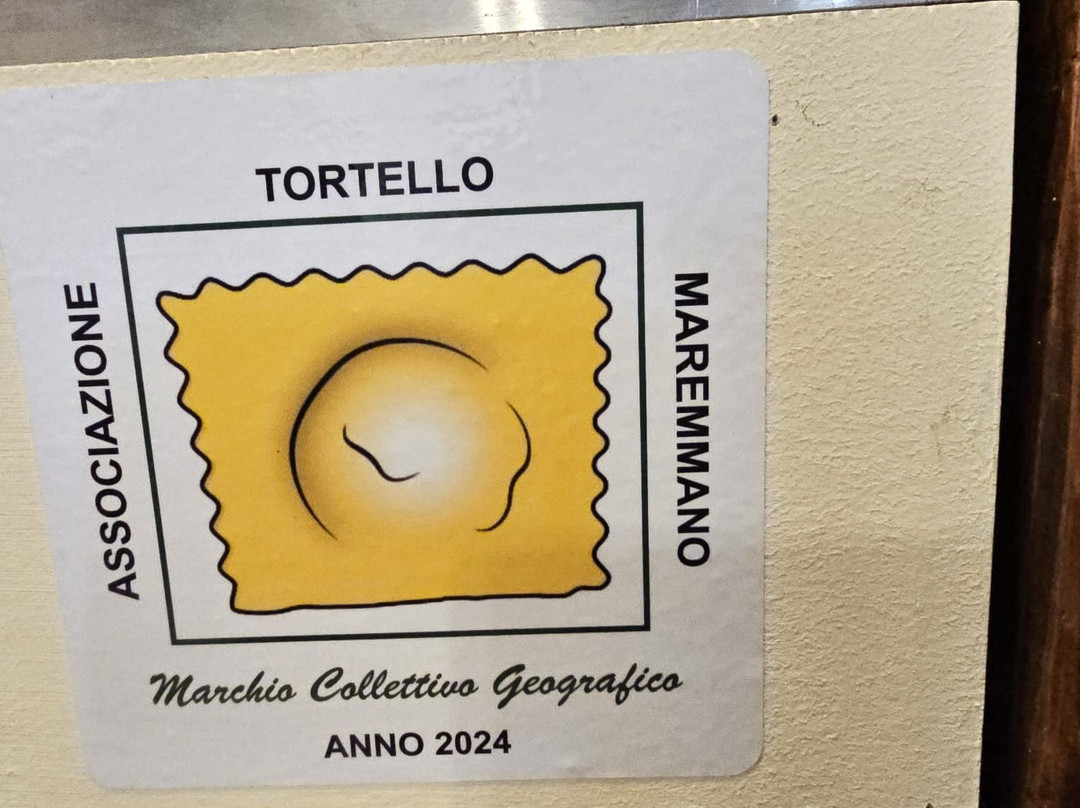 ASSOCIAZIONE
TORTELLO
MAREMMANO
Marchio Collettivo Geografico
ANNO 2024